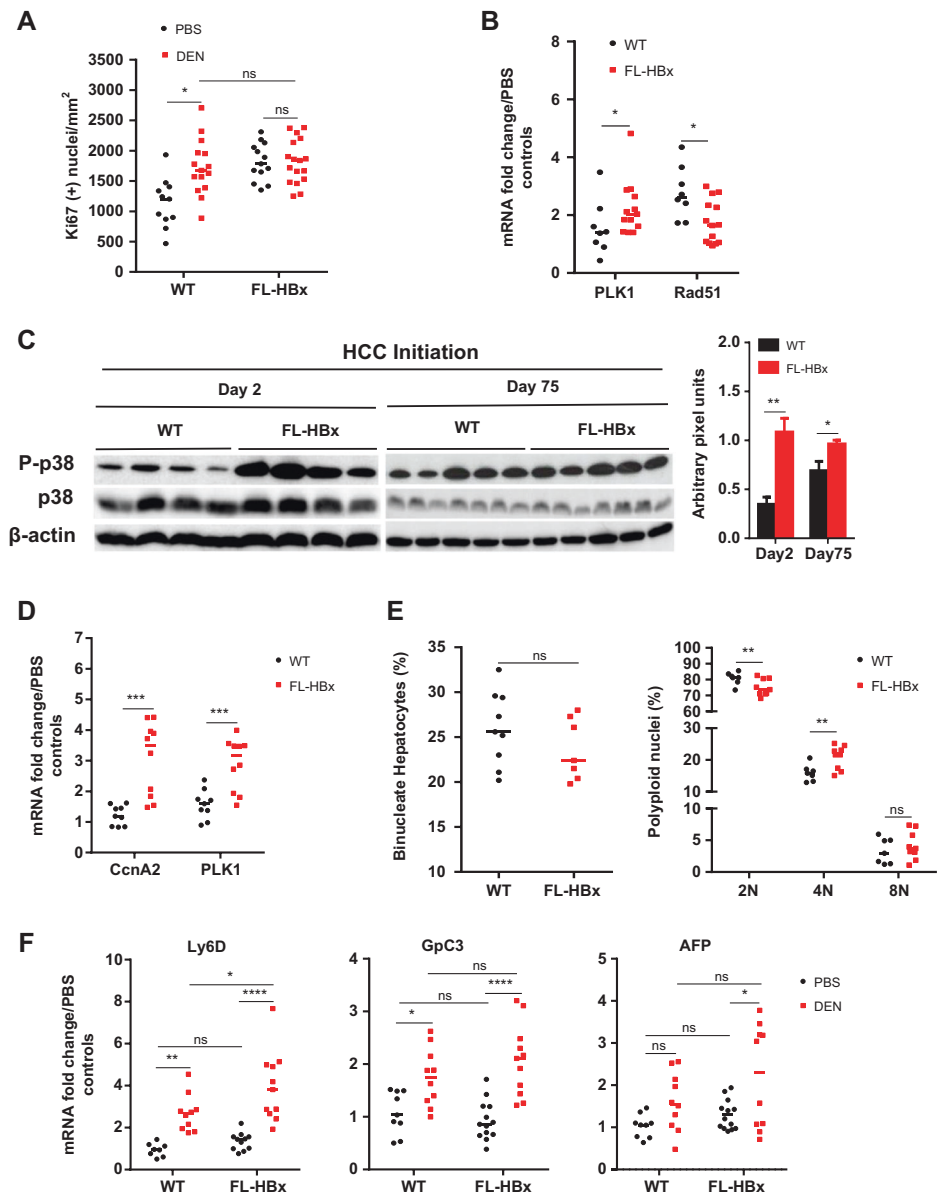 A
PBS
DEN
Ki67 (+) nuclei/mm²
3500
3000
2500
2000
1500
1000
500
0
ns
*
ns
WT
FL-HBx
B
WT
FL-HBx
mRNA fold change/PBS
controls
8
6
4
2
0
*
*
PLK1
Rad51
C
HCC Initiation
Day 2
Day 75
WT
FL-HBx
WT
FL-HBx
P-p38
p38
β-actin
Arbitrary pixel units
2.0
1.5
1.0
0.5
0.0
WT
FL-HBx
**
*
Day2
Day75
D
mRNA fold change/PBS
controls
7
6
5
4
3
2
1
0
WT
FL-HBx
***
***
CcnA2
PLK1
E
Binucleate Hepatocytes (%)
35
30
25
20
15
10
ns
WT
FL-HBx
Polyploid nuclei (%)
100
90
80
70
60
30
20
10
10
5
0
**
**
ns
WT
FL-HBx
2N
4N
8N
F
Ly6D
mRNA fold change/PBS
controls
10
8
6
4
2
0
*
****
ns
**
WT
FL-HBx
GpC3
4
3
2
1
0
ns
ns
****
*
WT
FL-HBx
AFP
5
4
3
2
1
0
ns
*
ns
ns
WT
FL-HBx
PBS
DEN